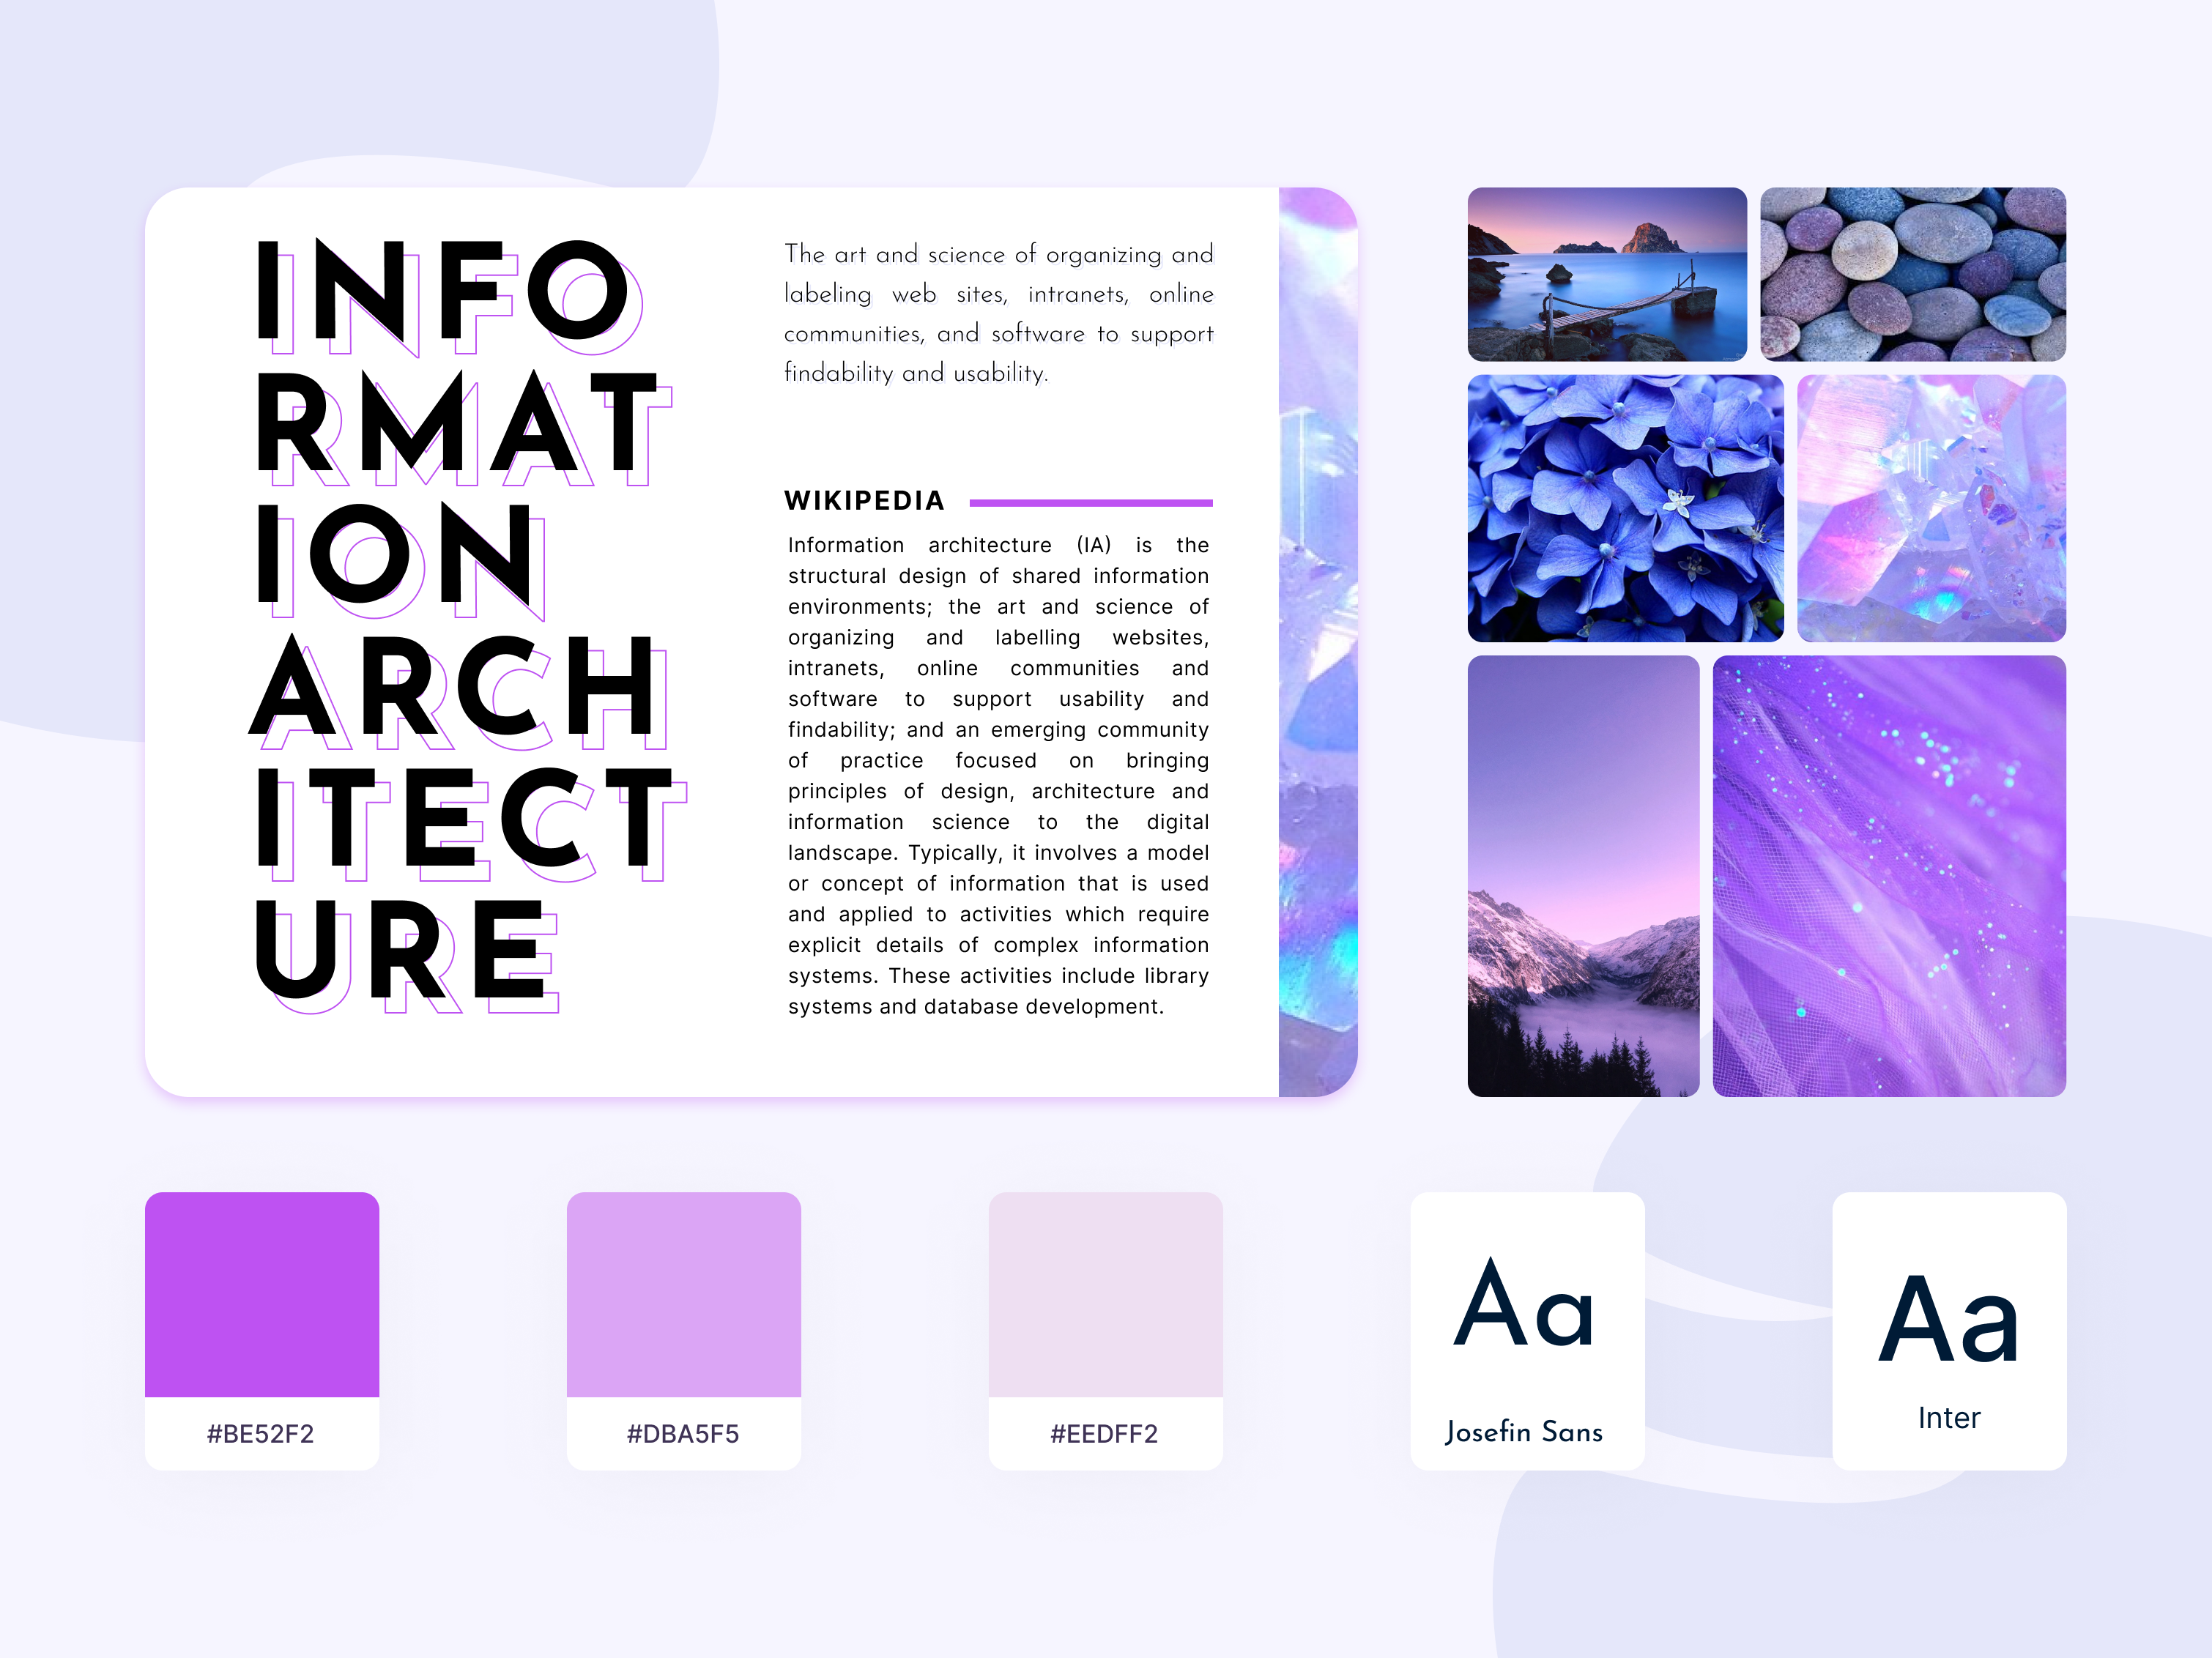 INFO
RMAT
ION
ARCH
ITECT
URE
The art and science of organizing and
labeling web sites, intranets, online
communities, and software to support
findability and usability.
WIKIPEDIA
Information architecture (IA) is the
structural design of shared information
environments; the art and science of
organizing and labelling websites,
intranets, online communities and
software to support usability and
findability; and an emerging community
of practice focused on bringing
principles of design, architecture and
information science to the digital
landscape. Typically, it involves a model
or concept of information that is used
and applied to activities which require
explicit details of complex information
systems. These activities include library
systems and database development.
#BE52F2
#DBA5F5
#EEDFF2
Aa
Josefin Sans
Aa
Inter